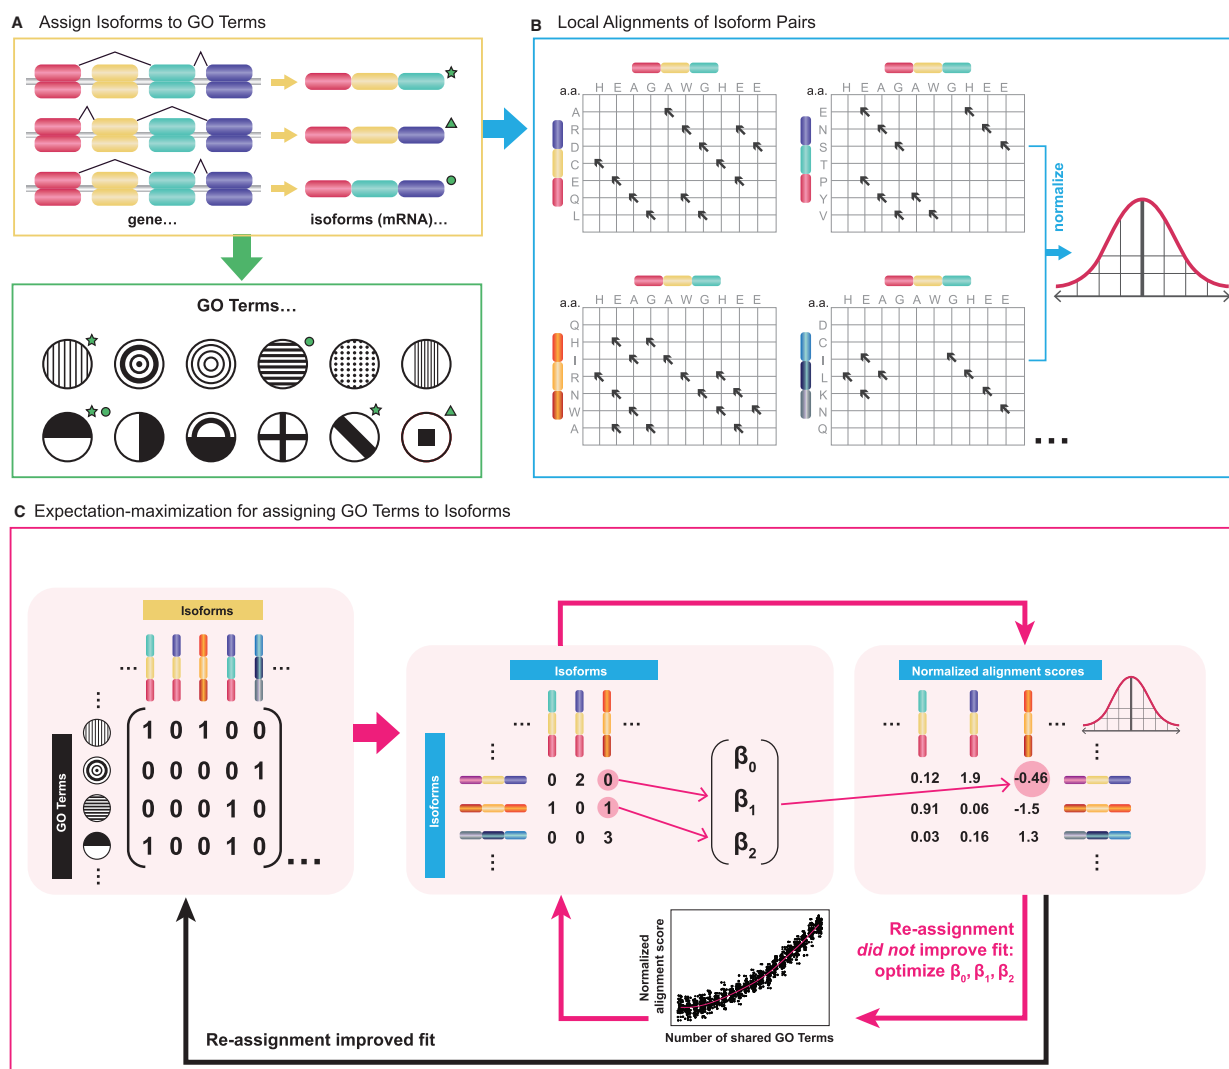 A Assign Isoforms to GO Terms
gene...
isoforms (mRNA)...
GO Terms...
B Local Alignments of Isoform Pairs
a.a. H E A G A W G H E E
A
R
D
C
E
Q
L
a.a. H E A G A W G H E E
E
N
S
T
P
Y
V
a.a. H E A G A W G H E E
Q
H
I
R
N
W
A
a.a. H E A G A W G H E E
D
C
I
L
K
N
Q
...
normalize
C Expectation-maximization for assigning GO Terms to Isoforms
Isoforms
... ...
...
GO Terms
1 0 1 0 0
0 0 0 0 1
0 0 0 1 0
1 0 0 1 0
...
...
Isoforms
... ...
...
Isoforms
0 2 0
1 0 1
0 0 3
...
β0
β1
β2
Normalized alignment scores
... ...
...
0.12 1.9 -0.46
0.91 0.06 -1.5
0.03 0.16 1.3
...
Normalized
alignment score
Number of shared GO Terms
Re-assignment
did not improve fit:
optimize β0, β1, β2
Re-assignment improved fit